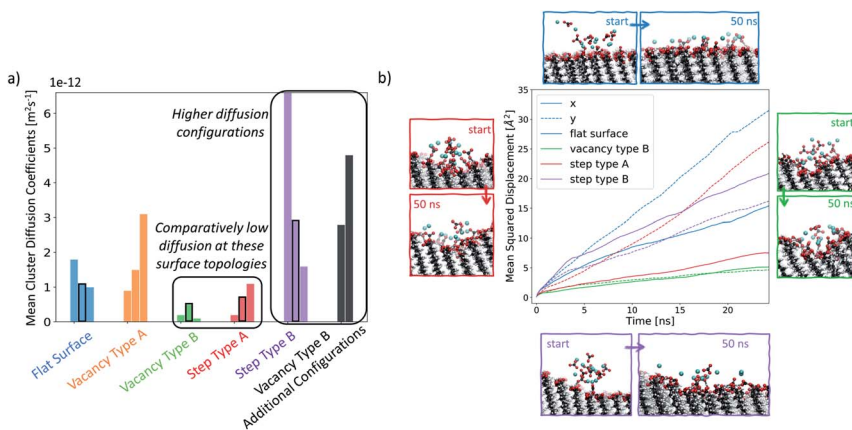 start
50 ns
a)
b)
1e-12
Mean Cluster Diffusion Coefficients [m²s⁻¹]
6
5
4
3
2
1
0
Higher diffusion
configurations
Comparatively low
diffusion at these
surface topologies
Flat Surface
Vacancy Type A
Vacancy Type B
Step Type A
Step Type B
Vacancy Type B
Additional Configurations
start
50 ns
Mean Squared Displacement [Å²]
35
30
25
20
15
10
5
0
x
y
flat surface
vacancy type B
step type A
step type B
0
5
10
15
20
Time [ns]
start
50 ns
start
50 ns